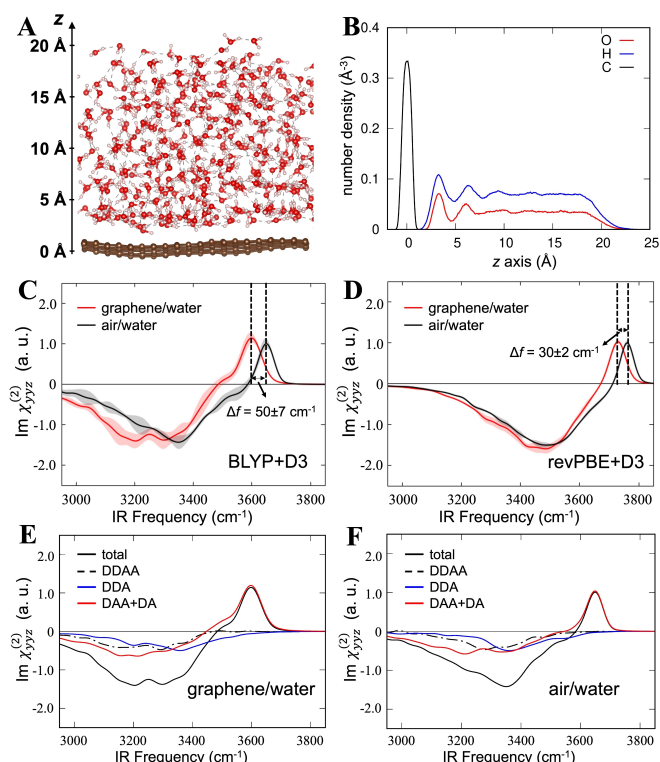 A
z
20 Å
15 Å
10 Å
5 Å
0 Å
B
number density (Å-3)
0.4
0.3
0.2
0.1
0
0 5 10 15 20 25
z axis (Å)
O
H
C
C
Im χ(2)yyz (a. u.)
1.0
0
-1.0
-2.0
graphene/water
air/water
Δf = 50±7 cm-1
BLYP+D3
3000 3200 3400 3600 3800
IR Frequency (cm-1)
D
Im χ(2)yyz (a. u.)
2.0
1.0
0
-1.0
-2.0
graphene/water
air/water
Δf = 30±2 cm-1
revPBE+D3
3000 3200 3400 3600 3800
IR Frequency (cm-1)
E
Im χ(2)yyz (a. u.)
2.0
1.0
0
-1.0
-2.0
total
DDAA
DDA
DAA+DA
graphene/water
3000 3200 3400 3600 3800
IR Frequency (cm-1)
F
Im χ(2)yyz (a. u.)
2.0
1.0
0
-1.0
-2.0
total
DDAA
DDA
DAA+DA
air/water
3000 3200 3400 3600 3800
IR Frequency (cm-1)